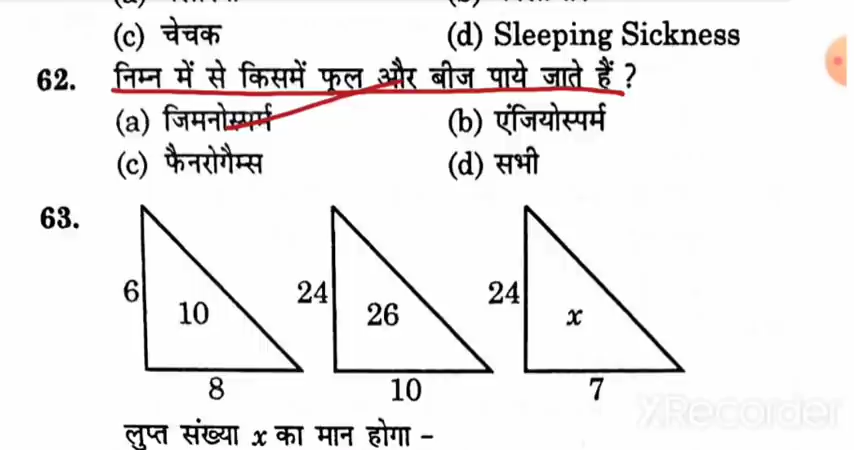 (c) चेचक (d) Sleeping Sickness
62. निम्न में से किसमें फूल और बीज पाये जाते हैं ?
(a) जिमनोस्पर्म (b) एंजियोस्पर्म
(c) फैनरोगैम्स (d) सभी
63.
6 10 8
24 26 10
24 x 7
लुप्त संख्या x का मान होगा –
XRecorder